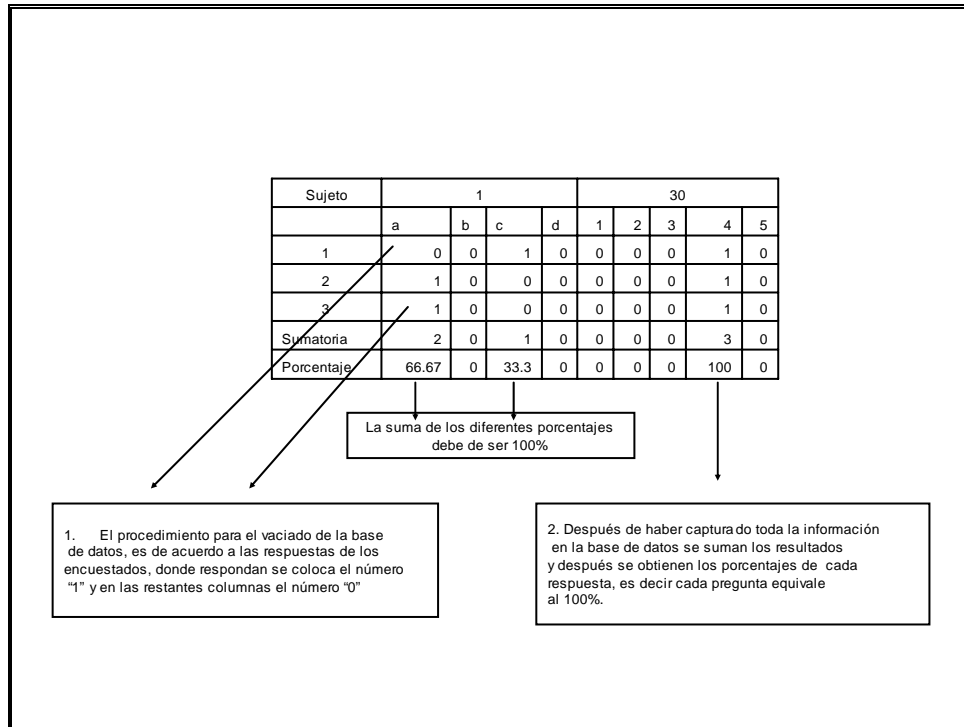 Sujeto 1 30
a b c d 1 2 3 4 5
1 0 0 1 0 0 0 0 1 0
2 1 0 0 0 0 0 0 1 0
3 1 0 0 0 0 0 0 1 0
Sumatoria 2 0 1 0 0 0 0 3 0
Porcentaje 66.67 0 33.3 0 0 0 0 100 0
La suma de los diferentes porcentajes
debe de ser 100%
1. El procedimiento para el vaciado de la base
de datos, es de acuerdo a las respuestas de los
encuestados, donde respondan se coloca el número
“1” y en las restantes columnas el número “0”
2. Después de haber capturado toda la información
en la base de datos se suman los resultados
y después se obtienen los porcentajes de cada
respuesta, es decir cada pregunta equivale
al 100%.